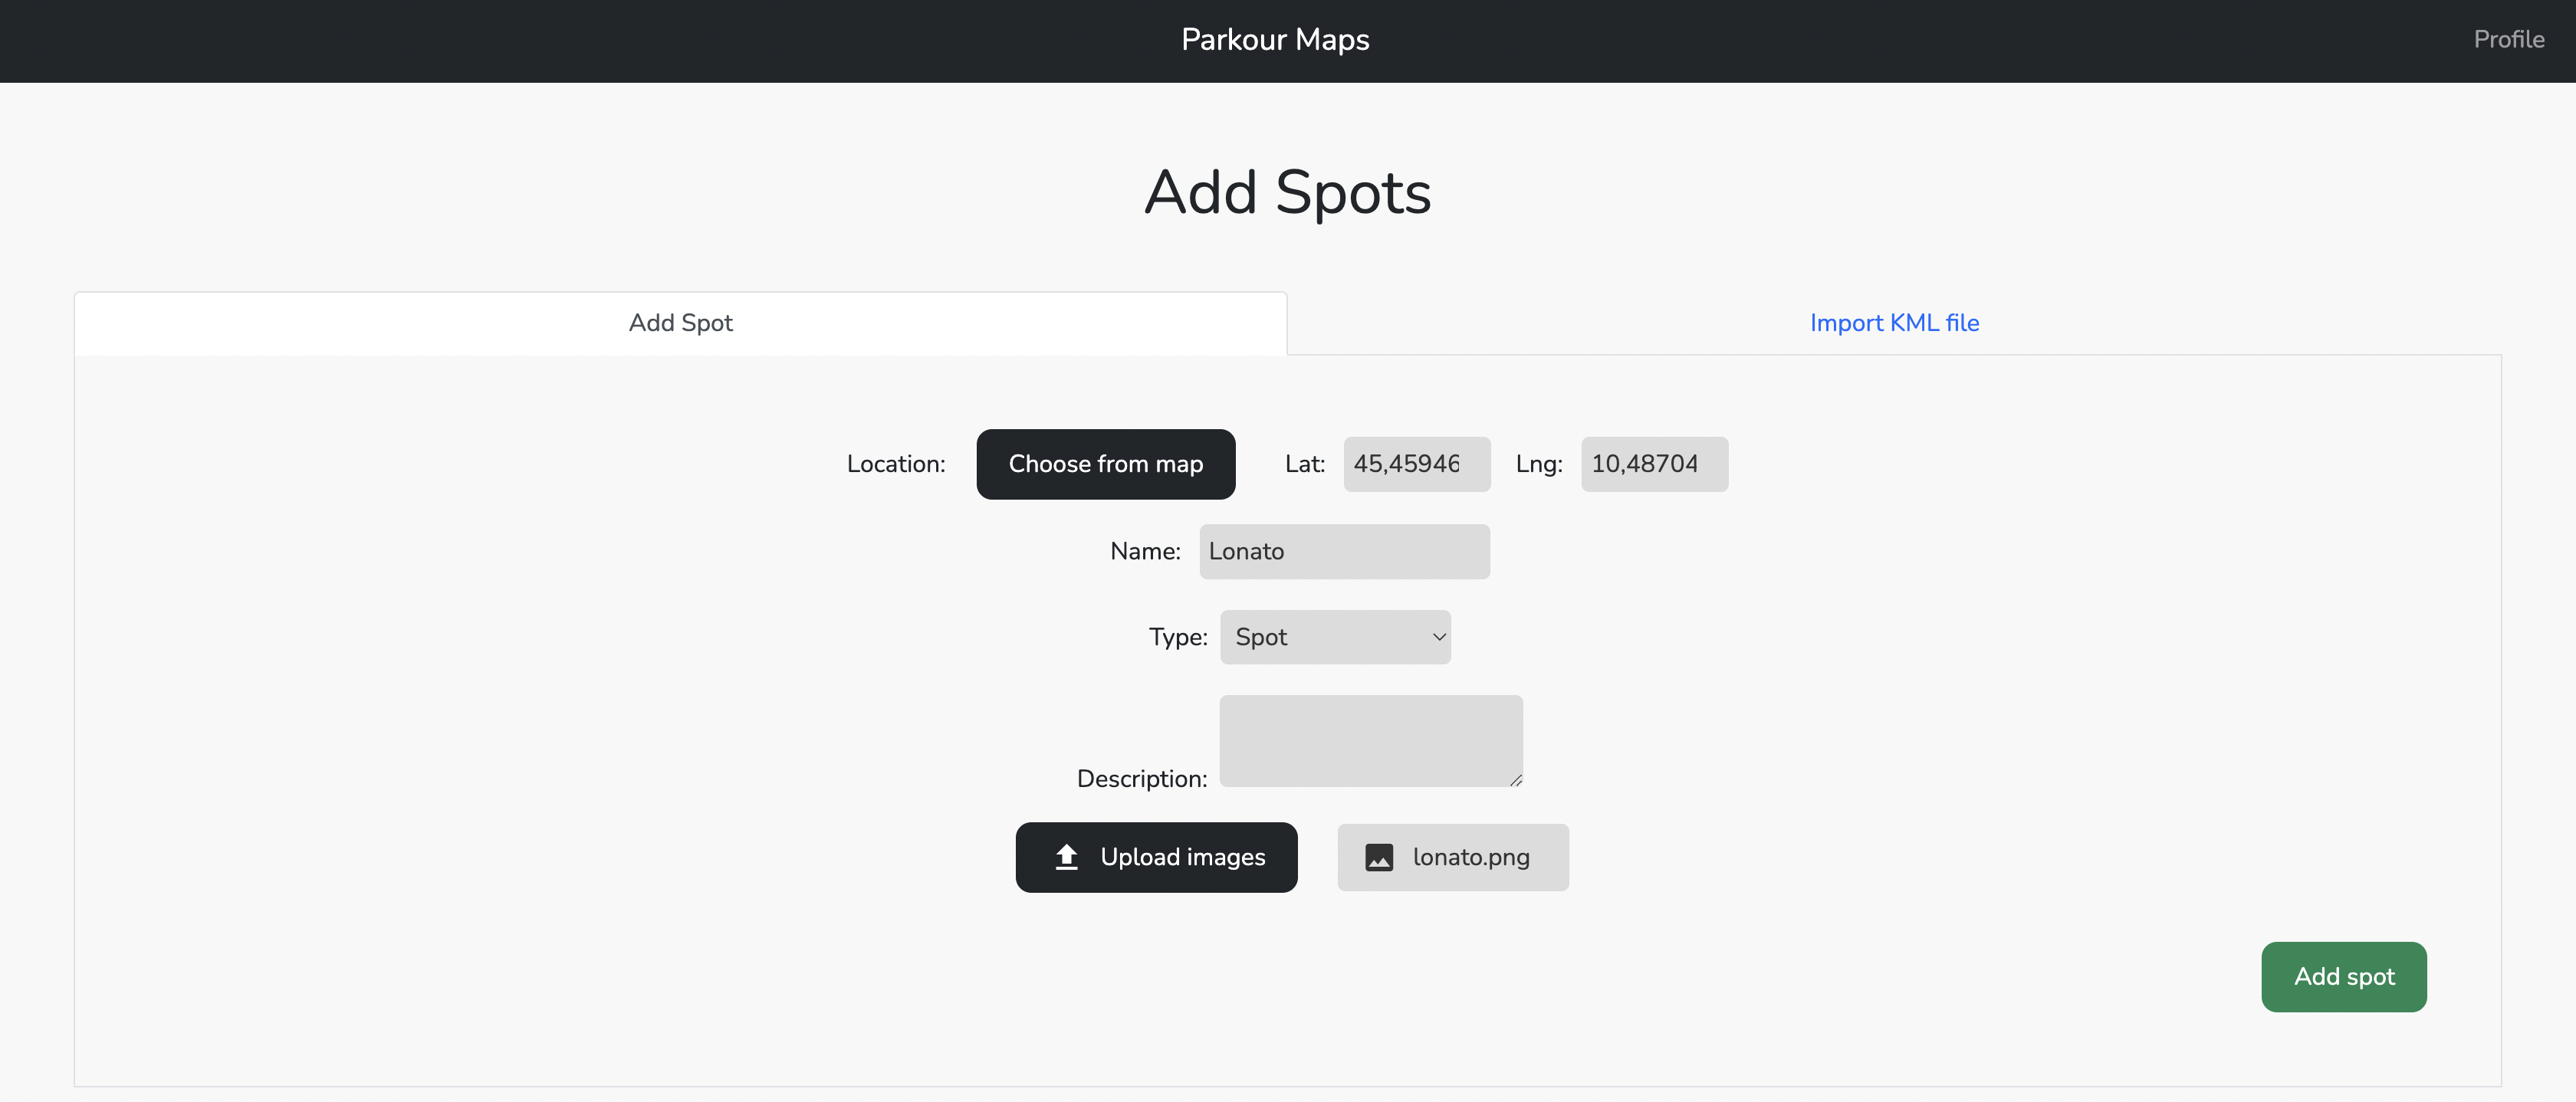 Parkour Maps
Profile
Add Spots
Add Spot
Import KML file
Location:
Choose from map
Lat:
45,45946
Lng:
10,48704
Name:
Lonato
Type:
Spot
Description:
Upload images
lonato.png
Add spot